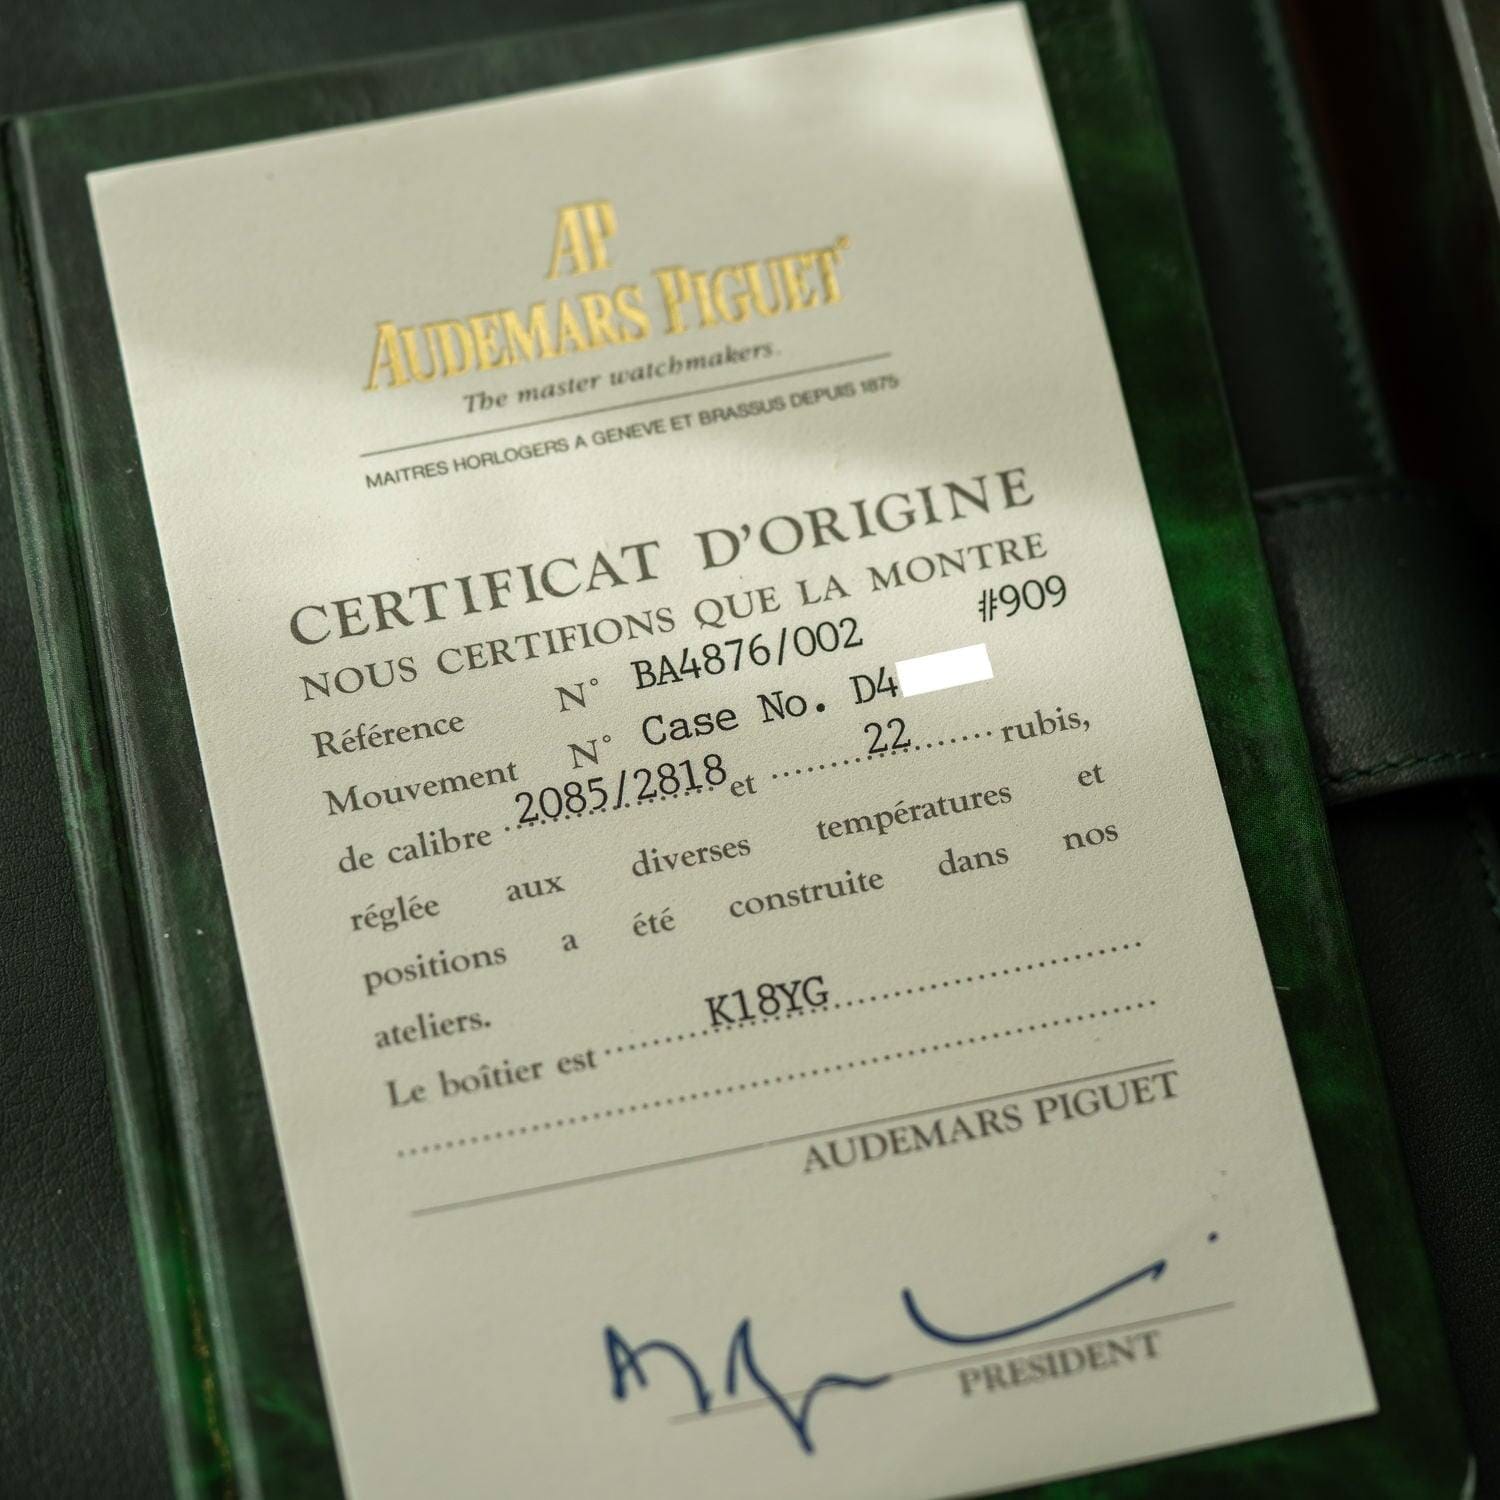 AP
AUDEMARS PIGUET®
The master watchmakers.
MAITRES HORLOGERS A GENEVE ET BRASSUS DEPUIS 1875
CERTIFICAT D'ORIGINE
NOUS CERTIFIONS QUE LA MONTRE
#909
Référence N° BA4876/002
Mouvement N° Case No. D4
de calibre 2085/2818 et 22 rubis,
réglée aux diverses températures et
positions a été construite dans nos
ateliers.
Le boîtier est K18YG
AUDEMARS PIGUET
PRESIDENT